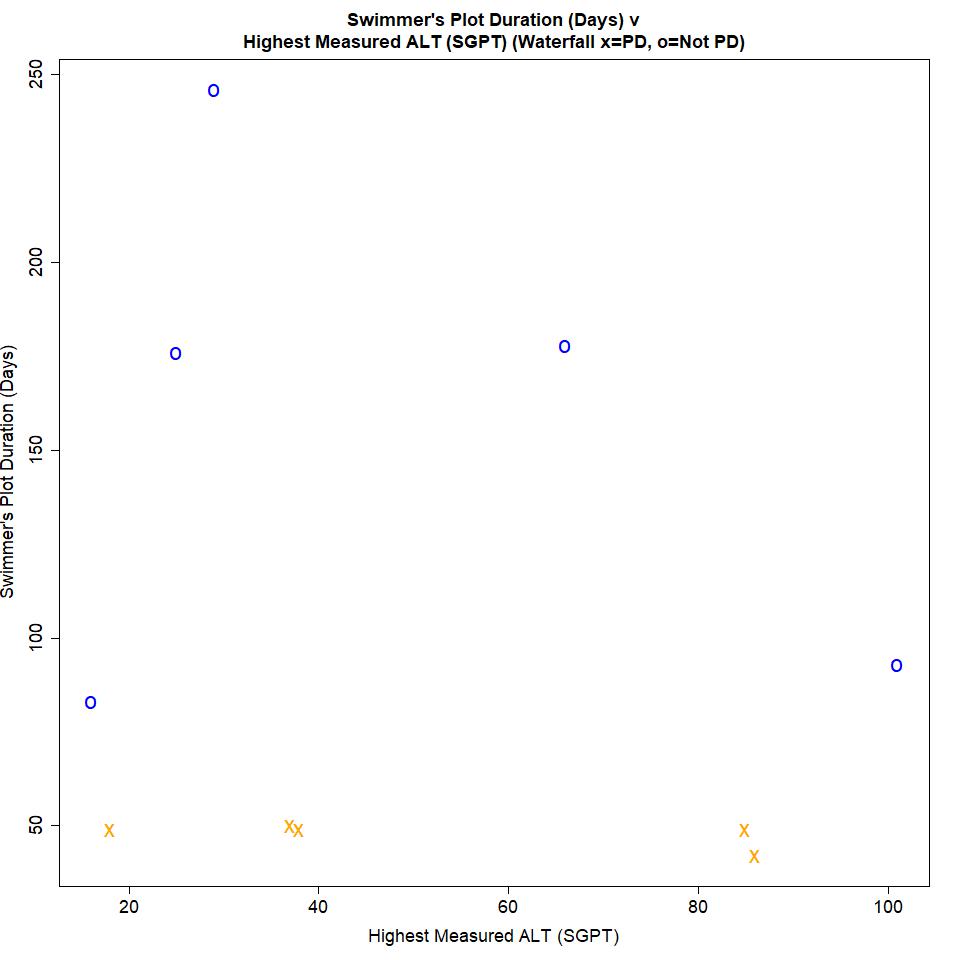 Swimmer's Plot Duration (Days) v
Highest Measured ALT (SGPT) (Waterfall x=PD, o=Not PD)
Swimmer's Plot Duration (Days)
250
200
150
100
50
o
o
o
o
o
x
x
x
x
x
20 40 60 80 100
Highest Measured ALT (SGPT)